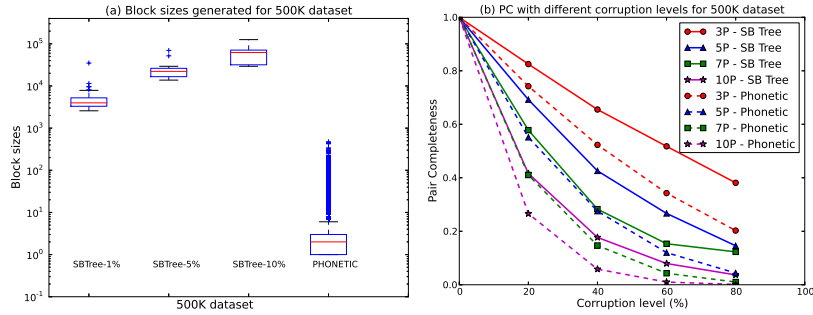 (a) Block sizes generated for 500K dataset
Block sizes
10^5
10^4
10^3
10^2
10^1
10^0
10^-1
SBTree-1%
SBTree-5%
SBTree-10%
PHONETIC
500K dataset
(b) PC with different corruption levels for 500K dataset
Pair Completeness
1.0
0.8
0.6
0.4
0.2
0.0
0
20
40
60
80
100
Corruption level (%)
3P - SB Tree
5P - SB Tree
7P - SB Tree
10P - SB Tree
3P - Phonetic
5P - Phonetic
7P - Phonetic
10P - Phonetic